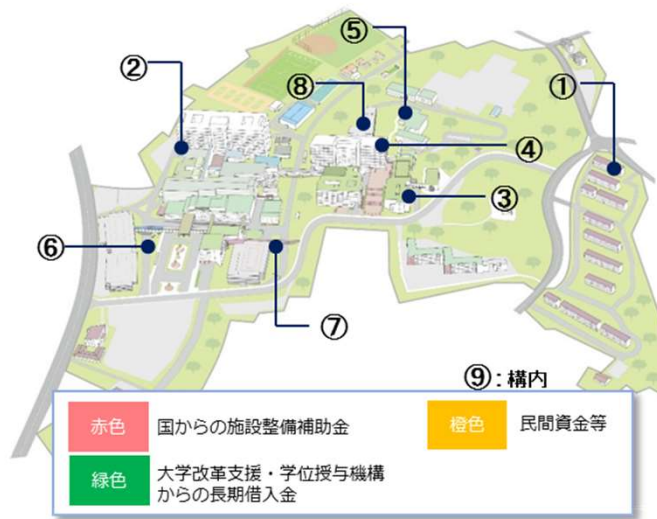 ⑤
②
⑧
①
④
③
⑥
⑦
⑨：構内
赤色 国からの施設整備補助金
橙色 民間資金等
緑色 大学改革支援・学位授与機構
からの長期借入金